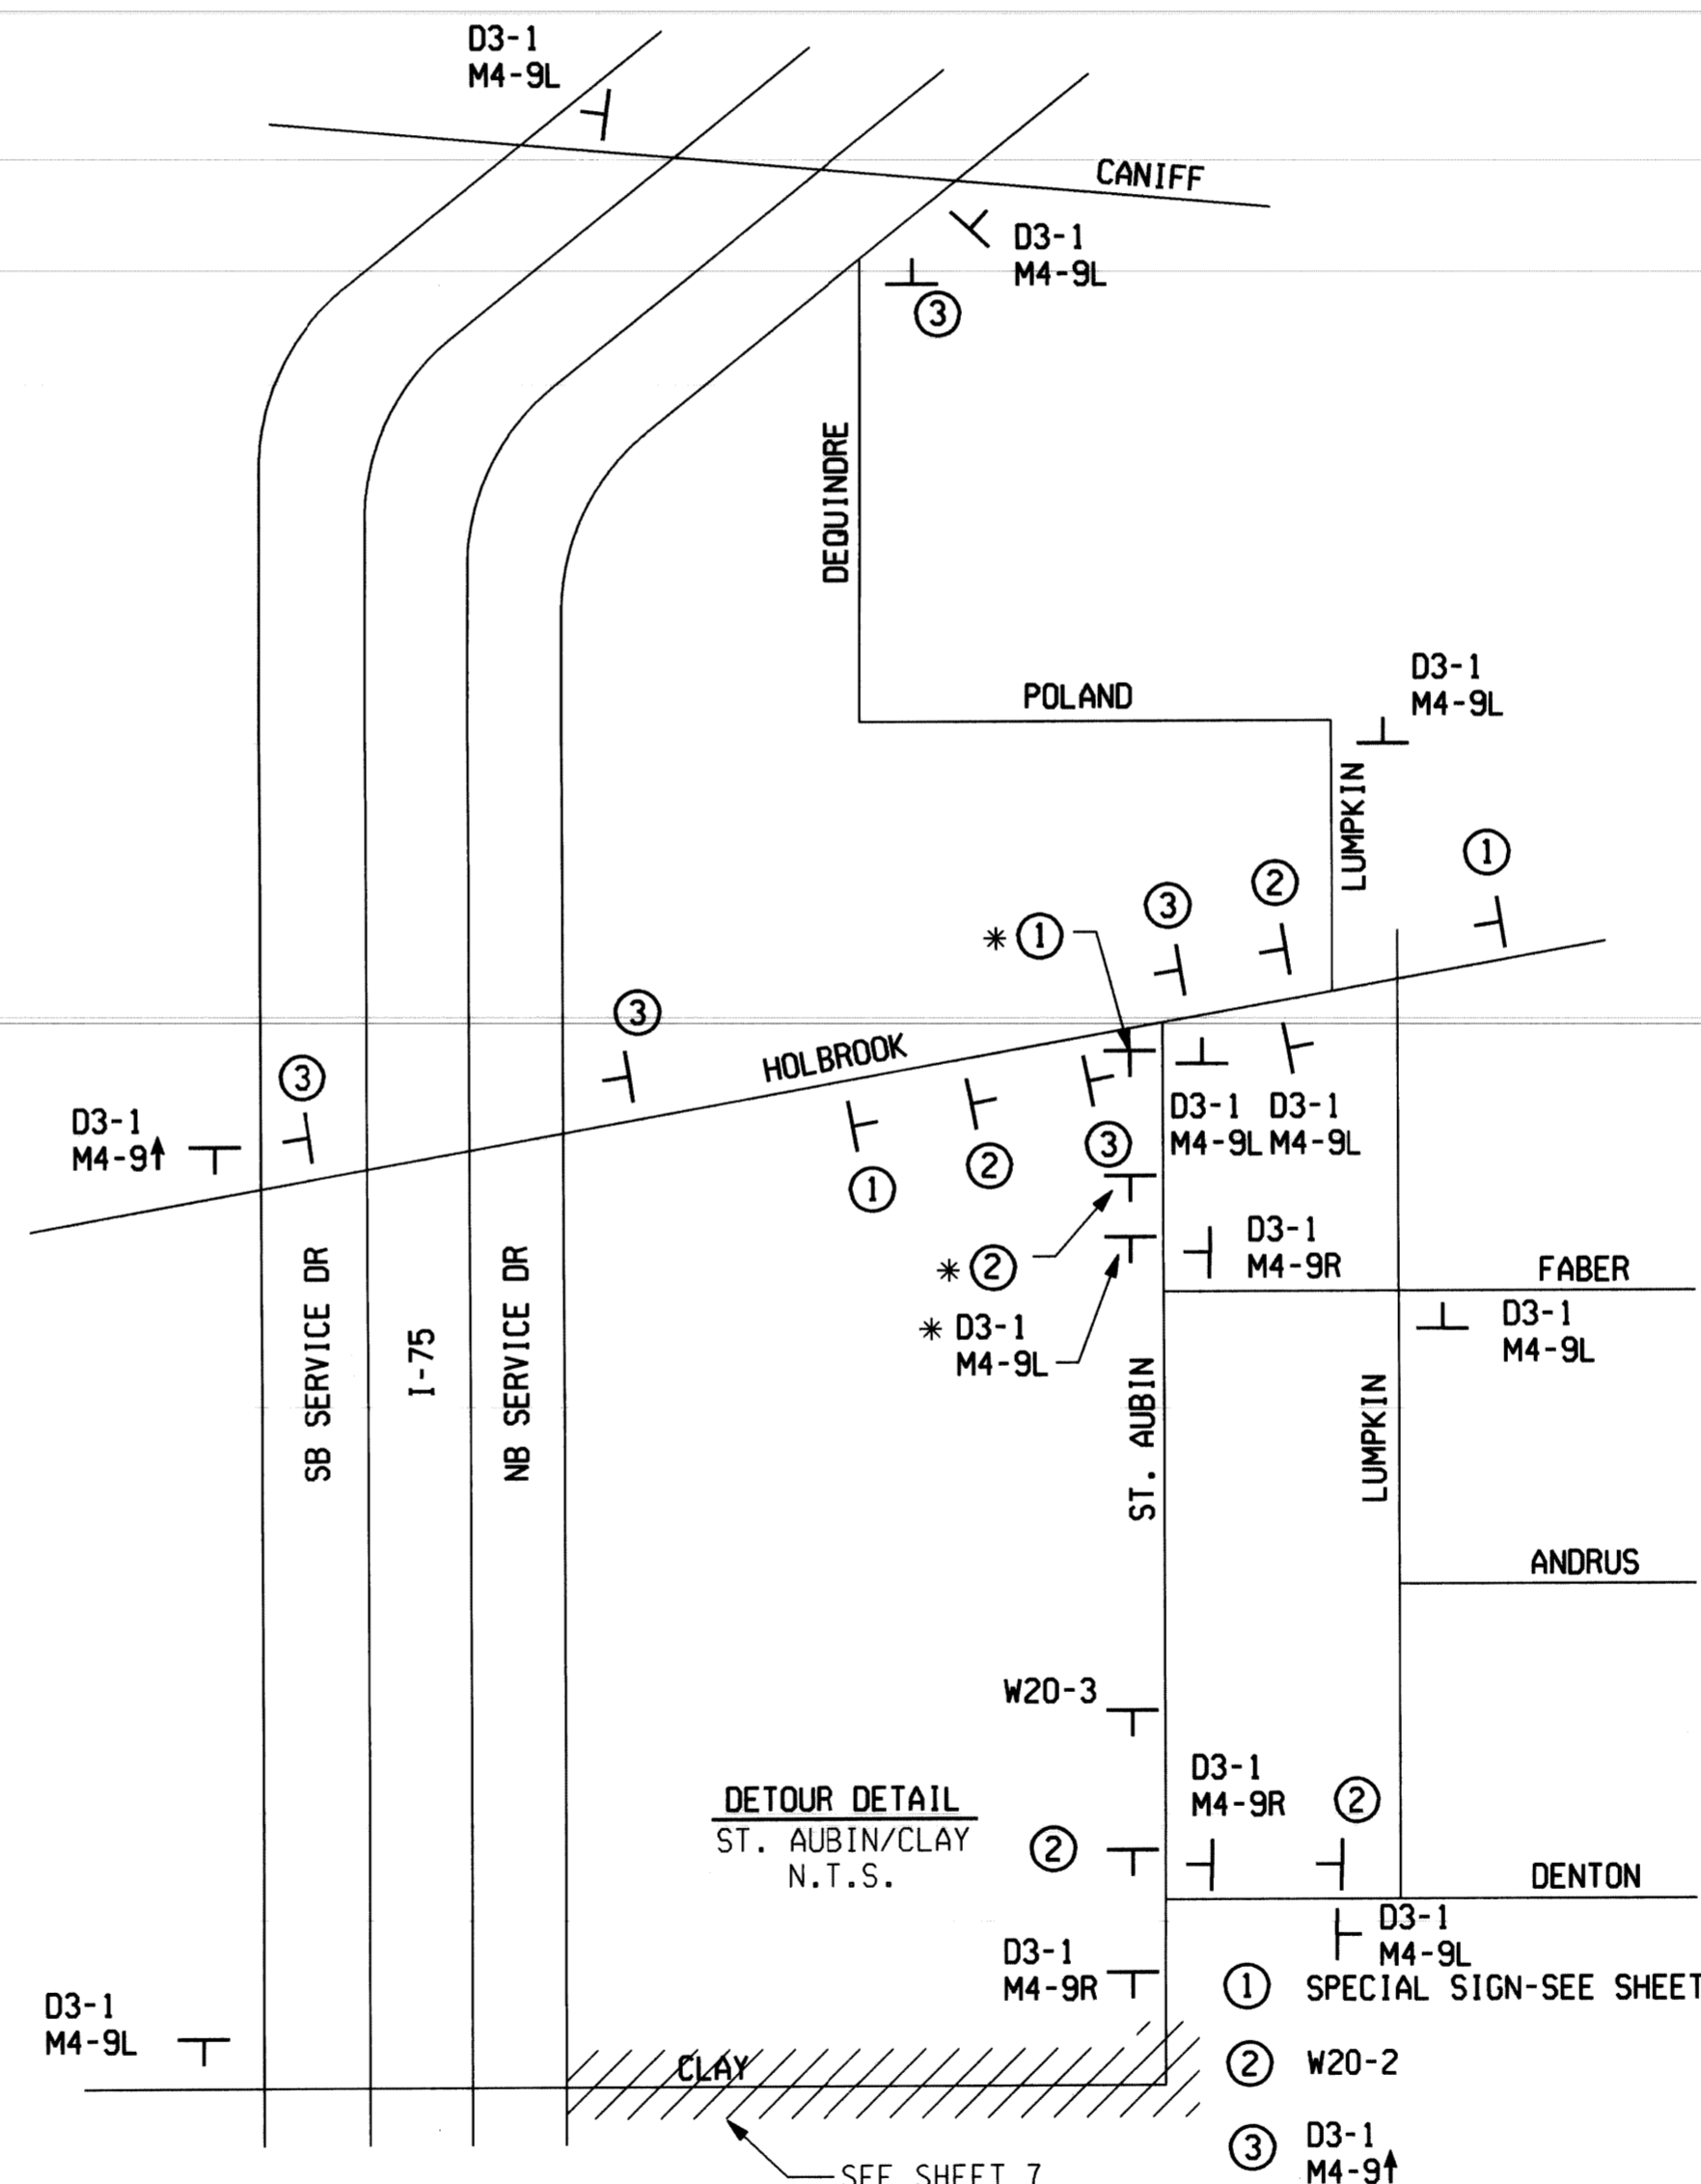 D3-1
M4-9L
CANIFF
D3-1
M4-9L
3
DEQUINDRE
POLAND
D3-1
M4-9L
LUMPKIN
1
2
3
* 1
3
HOLBROOK
3
D3-1
M4-9↑
D3-1 D3-1
M4-9L M4-9L
3
2
1
D3-1
M4-9R
* 2
FABER
* D3-1
M4-9L
D3-1
M4-9L
SB SERVICE DR
I-75
NB SERVICE DR
ST. AUBIN
LUMPKIN
ANDRUS
W20-3
DETOUR DETAIL
ST. AUBIN/CLAY
N.T.S.
D3-1
M4-9R
2
2
DENTON
D3-1
M4-9L
D3-1
M4-9R
1 SPECIAL SIGN-SEE SHEET
D3-1
M4-9L
2 W20-2
CLAY
3 D3-1
M4-9↑
SEE SHEET 7